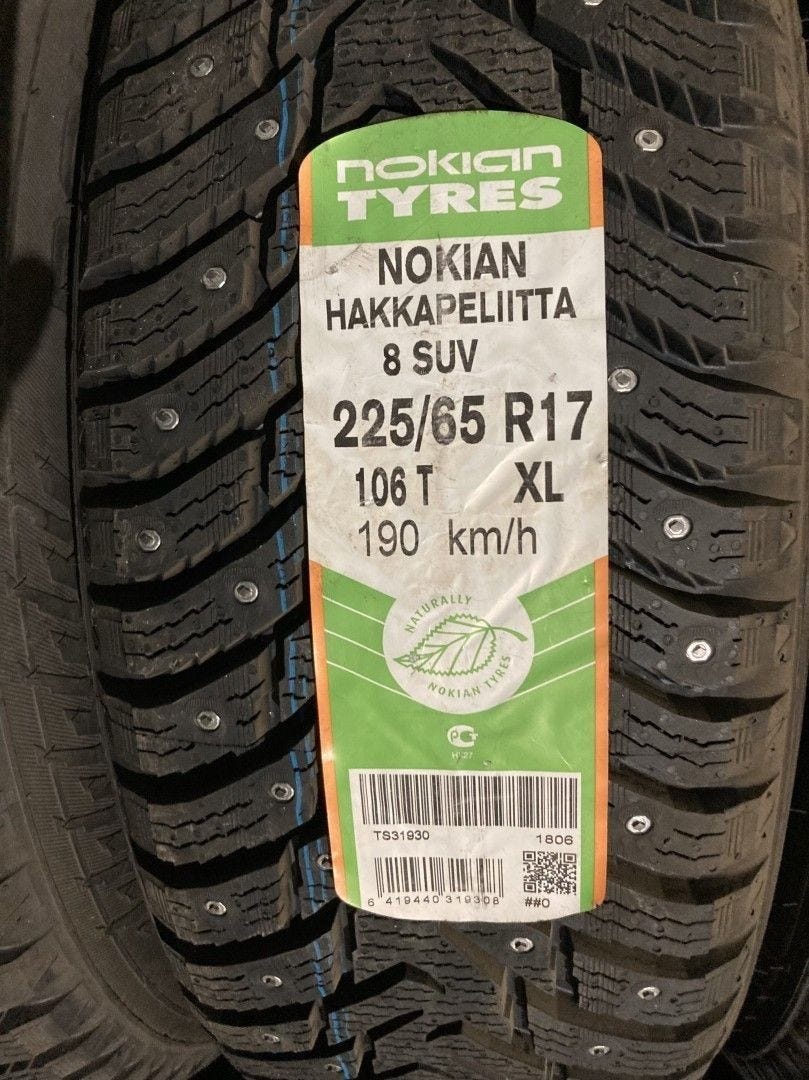 nokian
TYRES
NOKIAN
HAKKAPELIITTA
8 SUV
225/65 R17
106 T XL
190 km/h
NATURALLY
NOKIAN TYRES
TS31930 1806
6 419440 319308
##0